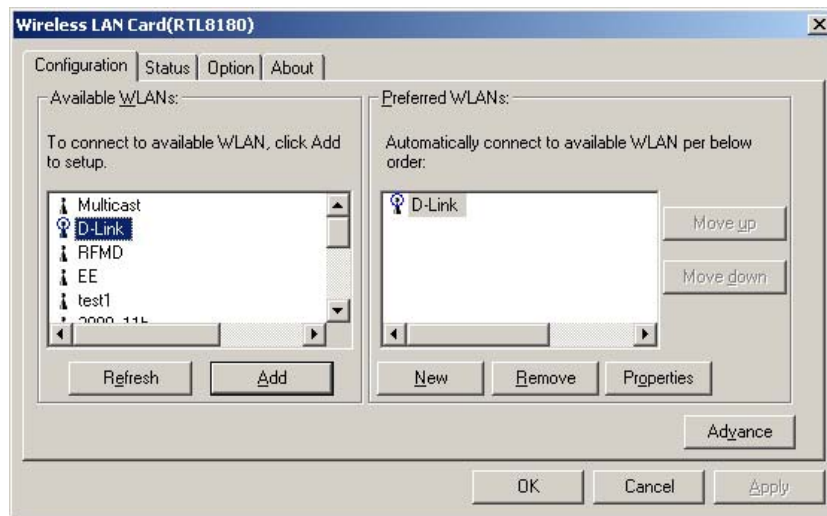 Wireless LAN Card(RTL8180)
Configuration Status Option About
Available WLANs:
To connect to available WLAN, click Add
to setup.
Multicast
D-Link
RFMD
EE
test1
Refresh Add
Preferred WLANs:
Automatically connect to available WLAN per below
order:
D-Link
Move up
Move down
New Remove Properties
Advance
OK Cancel Apply